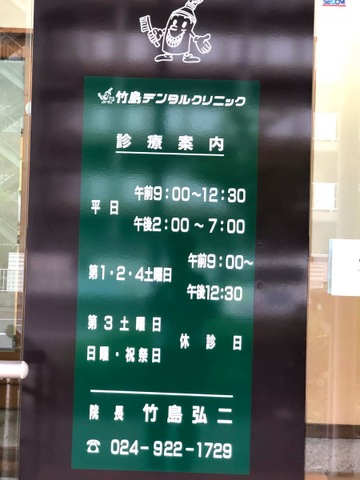 SECOM
竹島デンタルクリニック
診療案内
平日 午前9:00～12:30
午後2:00～7:00
第1・2・4土曜日 午前9:00～
午後12:30
第3土曜日
日曜・祝祭日 休診日
院長 竹島弘二
☎ 024-922-1729